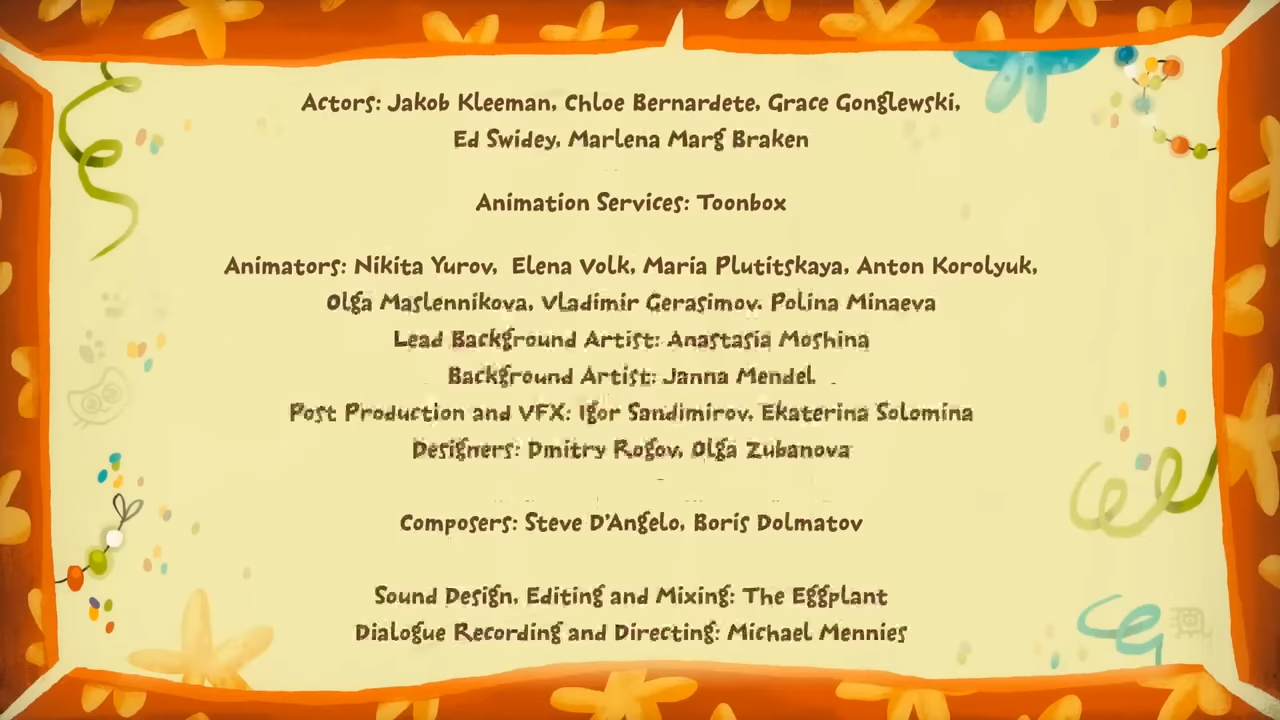 Actors: Jakob Kleeman, Chloe Bernardete, Grace Gonglewski,
Ed Swidey, Marlena Marg Braken
Animation Services: Toonbox
Animators: Nikita Yurov, Elena Volk, Maria Plutitskaya, Anton Korolyuk,
Olga Maslennikova, Vladimir Gerasimov, Polina Minaeva
Lead Background Artist: Anastasia Moshina
Background Artist: Janna Mendel
Post Production and VFX: Igor Sandimirov, Ekaterina Solomina
Designers: Dmitry Rogov, Olga Zubanova
Composers: Steve D'Angelo, Boris Dolmatov
Sound Design, Editing and Mixing: The Eggplant
Dialogue Recording and Directing: Michael Mennies